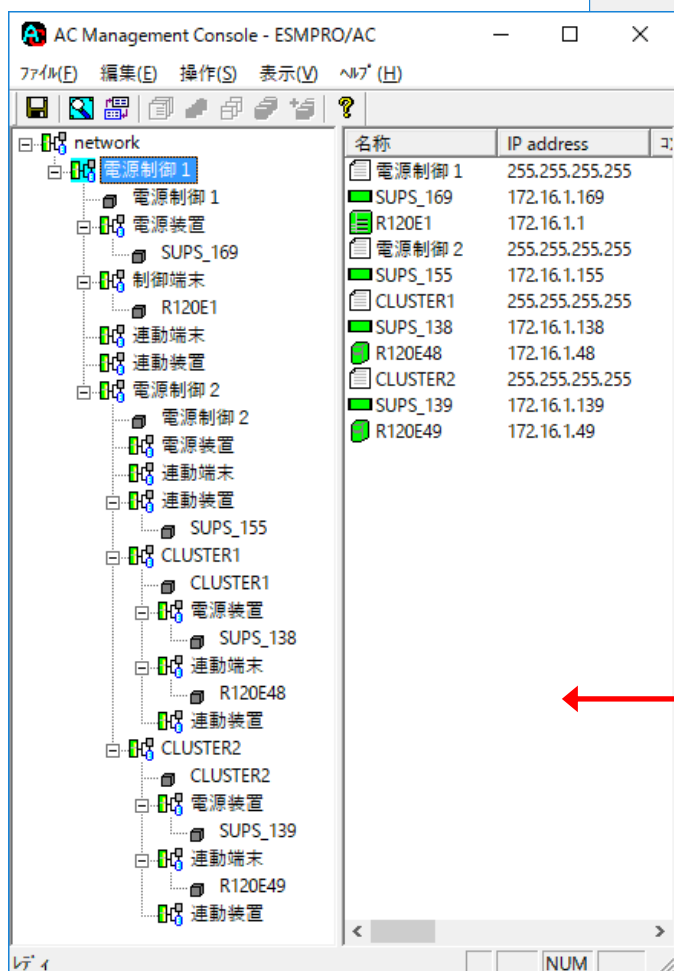 AC Management Console - ESMPRO/AC
ﾌｧｲﾙ(F) 編集(E) 操作(S) 表示(V) ﾍﾙﾌﾟ(H)
network
電源制御 1
電源制御 1
電源装置
SUPS_169
制御端末
R120E1
連動端末
連動装置
電源制御 2
電源制御 2
電源装置
連動端末
連動装置
SUPS_155
CLUSTER1
CLUSTER1
電源装置
SUPS_138
連動端末
R120E48
連動装置
CLUSTER2
CLUSTER2
電源装置
SUPS_139
連動端末
R120E49
連動装置
名称 IP address
電源制御 1 255.255.255.255
SUPS_169 172.16.1.169
R120E1 172.16.1.1
電源制御 2 255.255.255.255
SUPS_155 172.16.1.155
CLUSTER1 255.255.255.255
SUPS_138 172.16.1.138
R120E48 172.16.1.48
CLUSTER2 255.255.255.255
SUPS_139 172.16.1.139
R120E49 172.16.1.49
ﾚﾃﾞｨ NUM